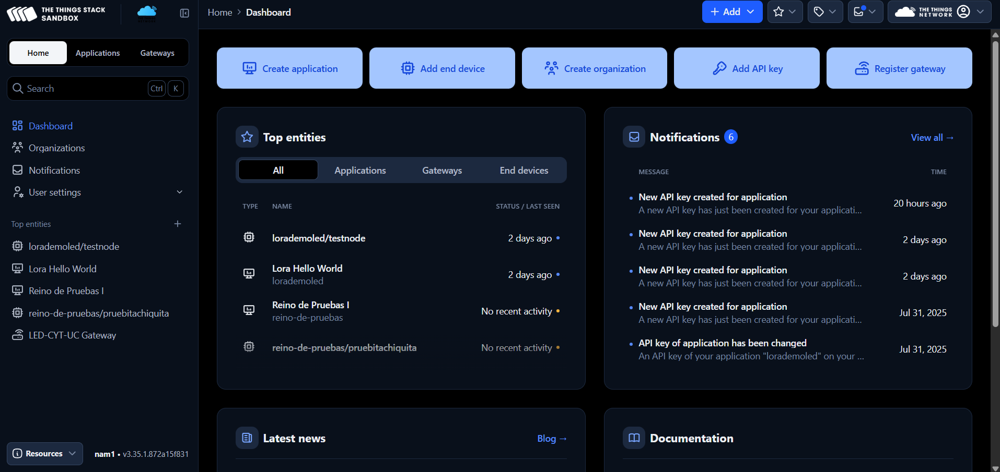 THE THINGS STACK
SANDBOX
Home > Dashboard
Add
THE THINGS
NETWORK
Home
Applications
Gateways
Search
Ctrl
K
Dashboard
Organizations
Notifications
User settings
Top entities
lorademoled/testnode
Lora Hello World
Reino de Pruebas I
reino-de-pruebas/pruebitachiquita
LED-CYT-UC Gateway
Resources
nam1 • v3.35.1.872a15f831
Create application
Add end device
Create organization
Add API key
Register gateway
Top entities
All
Applications
Gateways
End devices
TYPE
NAME
STATUS / LAST SEEN
lorademoled/testnode
2 days ago
Lora Hello World
lorademoled
2 days ago
Reino de Pruebas I
reino-de-pruebas
No recent activity
reino-de-pruebas/pruebitachiquita
No recent activity
Notifications 6
View all →
MESSAGE
TIME
New API key created for application
A new API key has just been created for your applicati...
20 hours ago
New API key created for application
A new API key has just been created for your applicati...
2 days ago
New API key created for application
A new API key has just been created for your applicati...
2 days ago
New API key created for application
A new API key has just been created for your applicati...
Jul 31, 2025
API key of application has been changed
An API key of your application "lorademoled" on your ...
Jul 31, 2025
Latest news
Blog →
Documentation